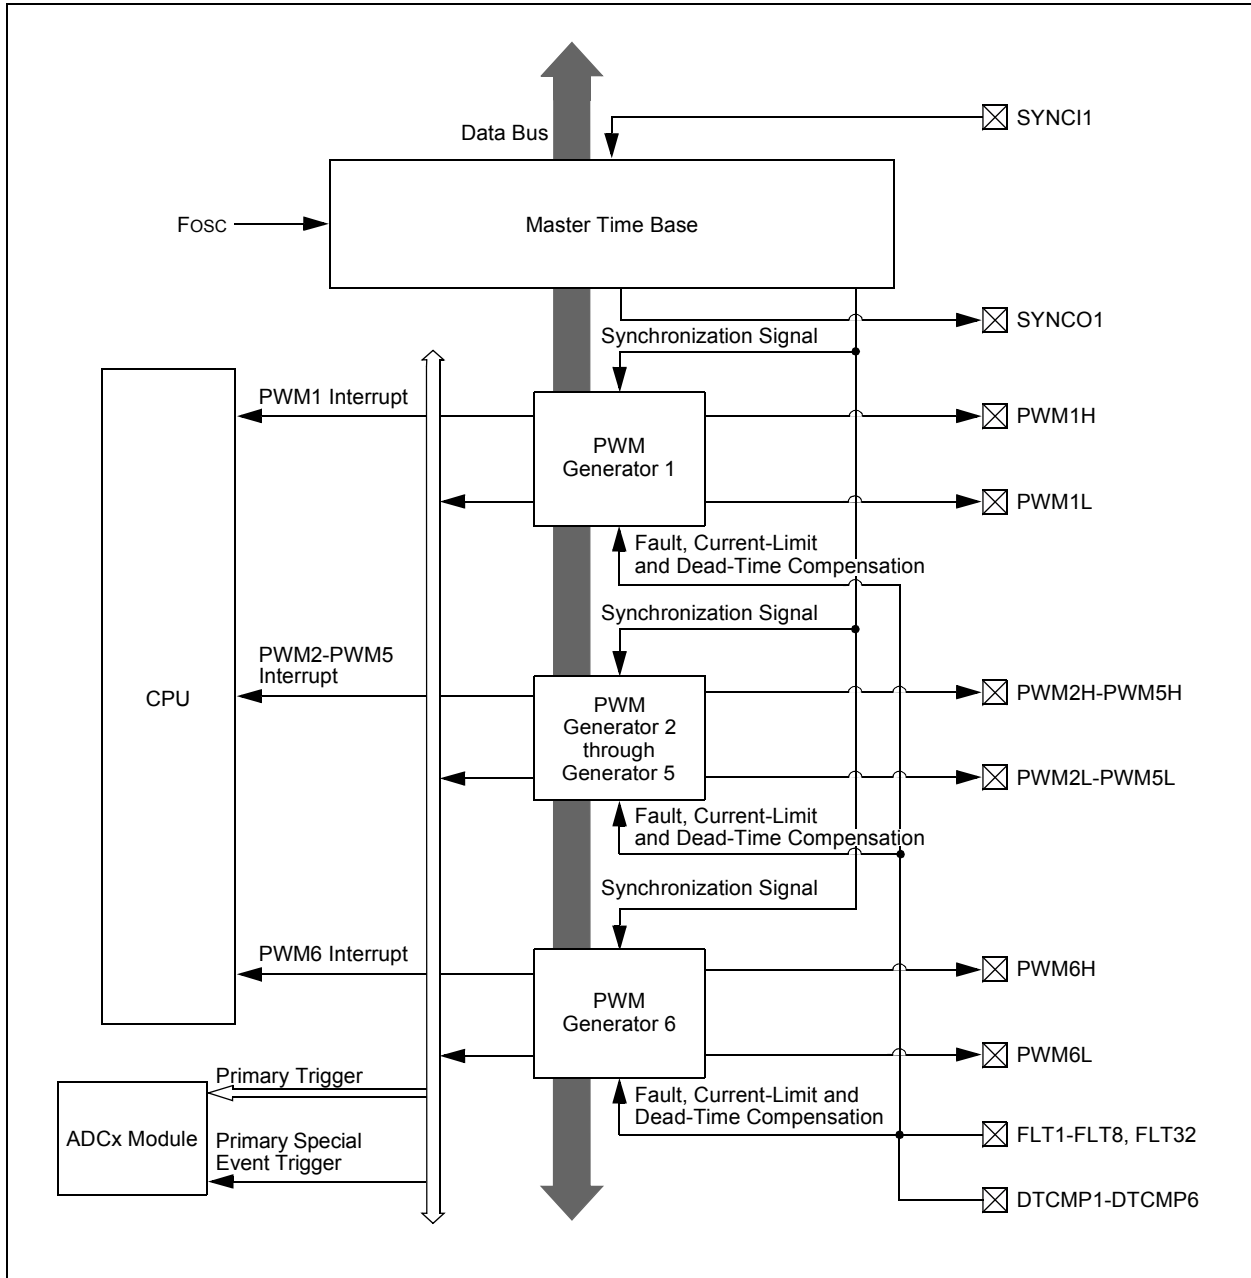 SYNCI1
Data Bus
Fosc
Master Time Base
SYNCO1
Synchronization Signal
PWM1 Interrupt
PWM
Generator 1
PWM1H
PWM1L
Fault, Current-Limit
and Dead-Time Compensation
Synchronization Signal
CPU
PWM2-PWM5
Interrupt
PWM
Generator 2
through
Generator 5
PWM2H-PWM5H
PWM2L-PWM5L
Fault, Current-Limit
and Dead-Time Compensation
Synchronization Signal
PWM6 Interrupt
PWM
Generator 6
PWM6H
PWM6L
Primary Trigger
Fault, Current-Limit and
Dead-Time Compensation
ADCx Module
Primary Special
Event Trigger
FLT1-FLT8, FLT32
DTCMP1-DTCMP6